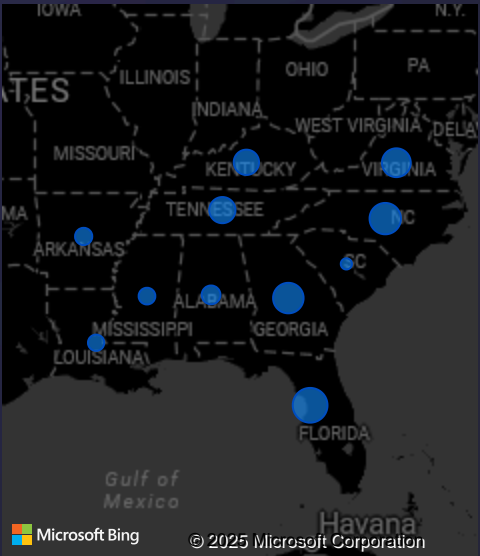 IOWA
N.Y.
ILLINOIS
OHIO
PA
ATES
INDIANA
WEST VIRGINIA
DELA
MISSOURI
KENTUCKY
VIRGINIA
MA
TENNESSEE
NC
ARKANSAS
SC
MISSISSIPPI
ALABAMA
GEORGIA
LOUISIANA
FLORIDA
Gulf of
Mexico
Havana
Microsoft Bing
© 2025 Microsoft Corporation